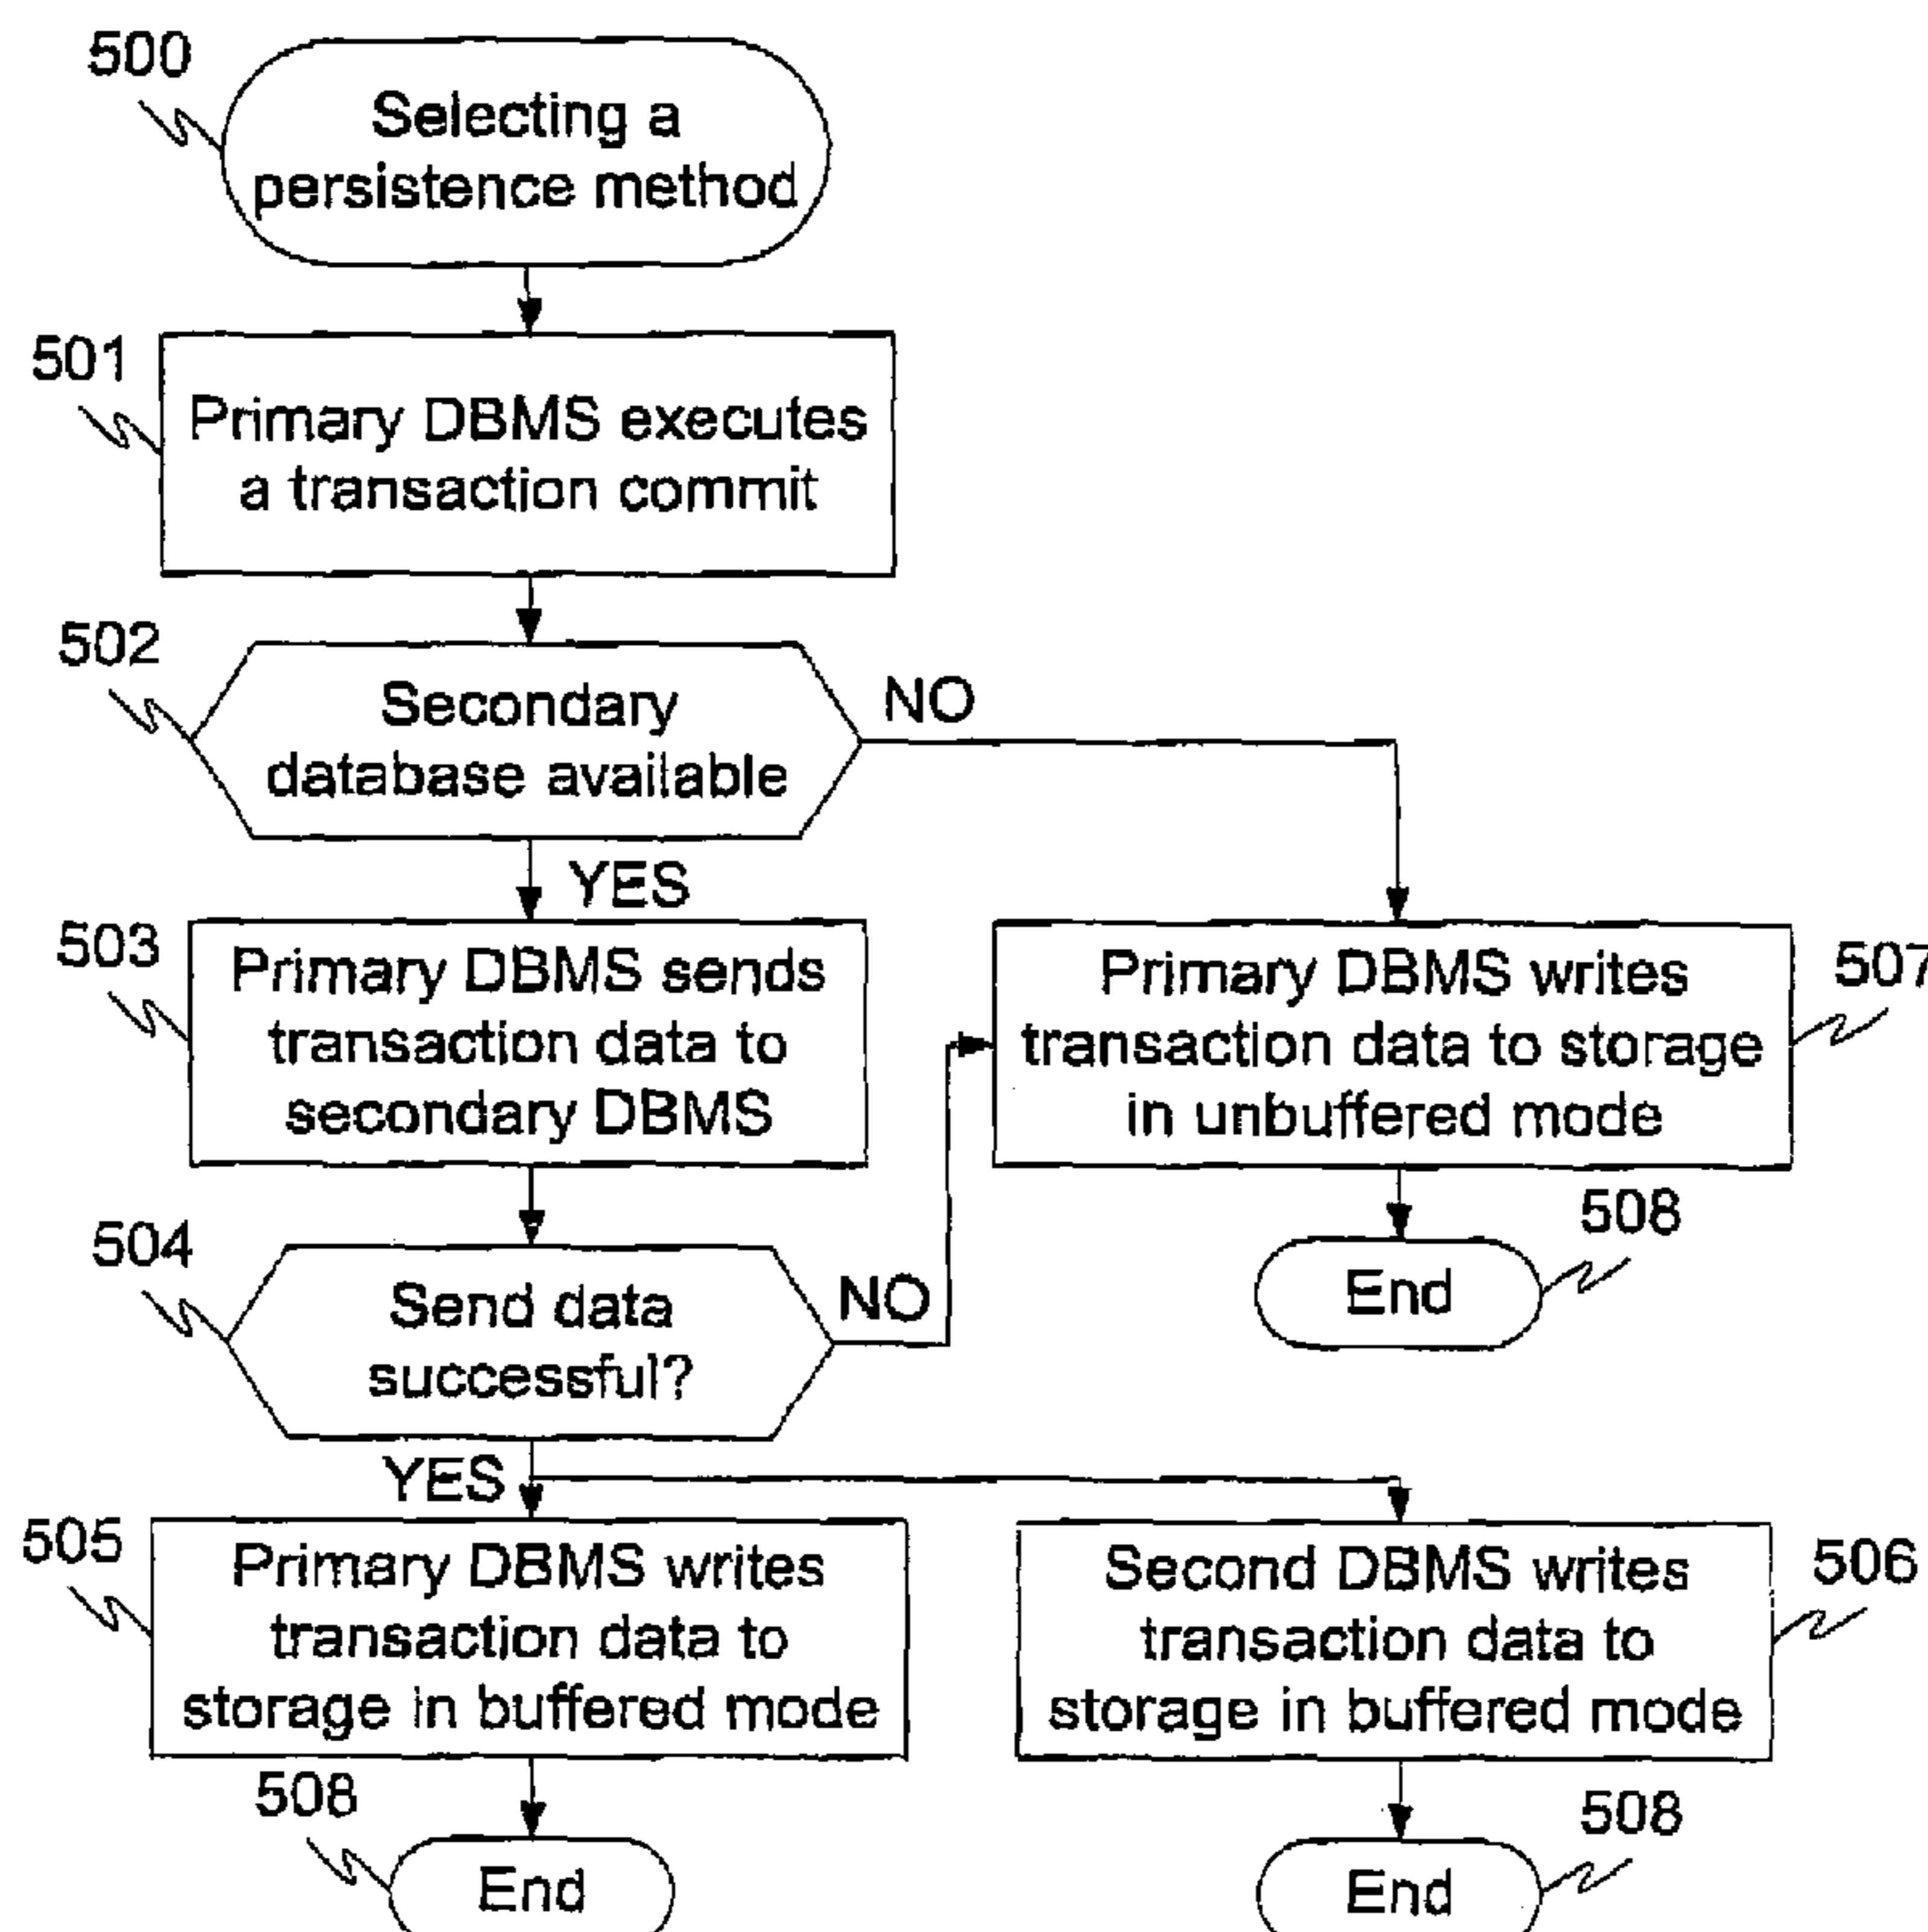 500
Selecting a
persistence method
501
Primary DBMS executes
a transaction commit
502
Secondary
database available
NO
YES
503
Primary DBMS sends
transaction data to
secondary DBMS
Primary DBMS writes
transaction data to storage
in unbuffered mode
507
504
Send data
successful?
NO
508
End
YES
505
Primary DBMS writes
transaction data to
storage in buffered mode
Second DBMS writes
transaction data to
storage in buffered mode
506
508
End
508
End